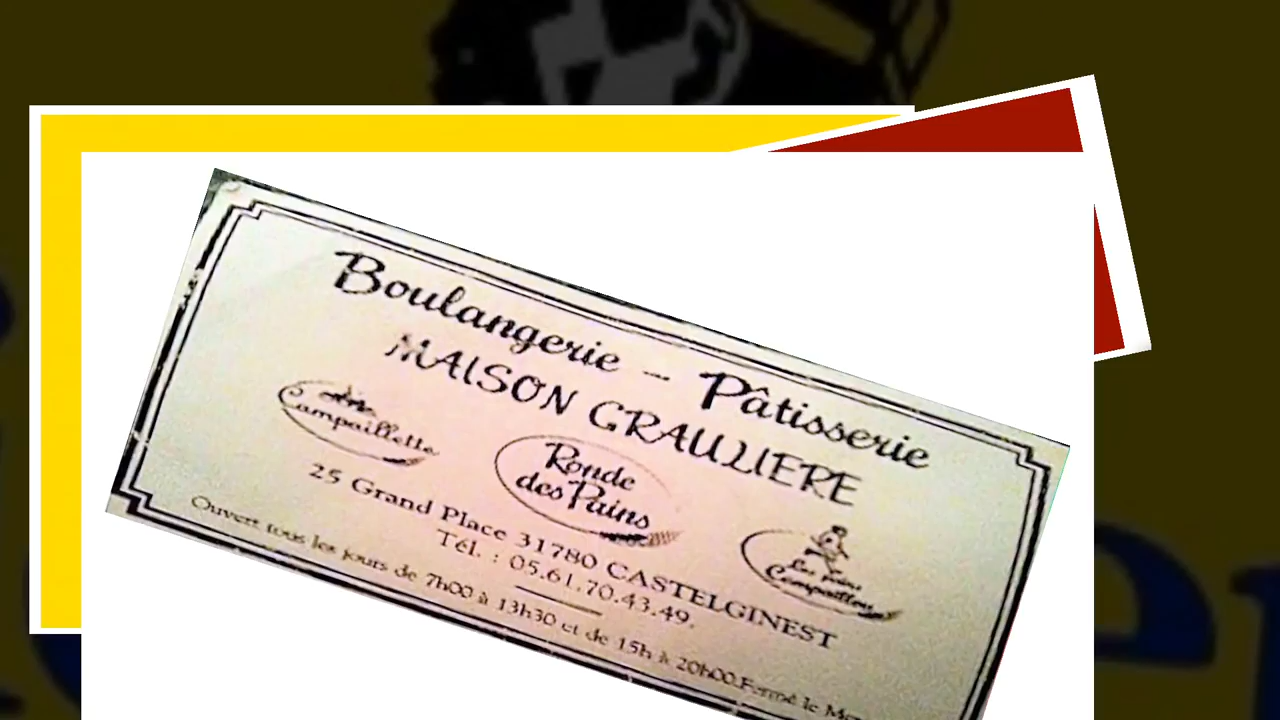 Boulangerie - Pâtisserie
MAISON GRAULIERE
Campaillette
Ronde
des Pains
Les pains
Campaillou
25 Grand Place 31780 CASTELGINEST
Tél. : 05.61.70.43.49.
Ouvert tous les jours de 7h00 à 13h30 et de 15h à 20h00.Fermé le